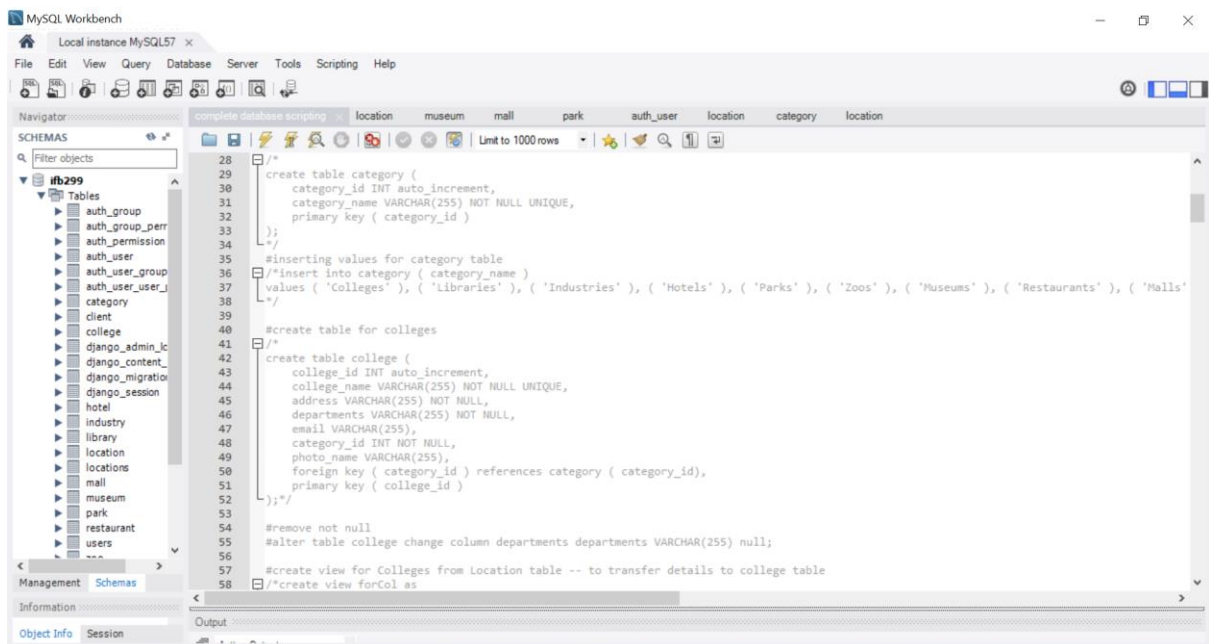 MySQL Workbench
Local instance MySQL57
File Edit View Query Database Server Tools Scripting Help
Navigator
complete database scripting location museum mall park auth_user location category location
SCHEMAS
Limit to 1000 rows
Filter objects
ifb299
Tables
auth_group
auth_group_perr
auth_permission
auth_user
auth_user_group
auth_user_user_
category
client
college
django_admin_lc
django_content_
django_migration
django_session
hotel
industry
library
location
locations
mall
museum
park
restaurant
users
Management Schemas
Information
Object Info Session
28 /*
29 create table category (
30 category_id INT auto_increment,
31 category_name VARCHAR(255) NOT NULL UNIQUE,
32 primary key ( category_id )
33 );
34 */
35 #inserting values for category table
36 /*insert into category ( category_name )
37 values ( 'Colleges' ), ( 'Libraries' ), ( 'Industries' ), ( 'Hotels' ), ( 'Parks' ), ( 'Zoos' ), ( 'Museums' ), ( 'Restaurants' ), ( 'Malls'
38 */
39
40 #create table for colleges
41 /*
42 create table college (
43 college_id INT auto_increment,
44 college_name VARCHAR(255) NOT NULL UNIQUE,
45 address VARCHAR(255) NOT NULL,
46 departments VARCHAR(255) NOT NULL,
47 email VARCHAR(255),
48 category_id INT NOT NULL,
49 photo_name VARCHAR(255),
50 foreign key ( category_id ) references category ( category_id),
51 primary key ( college_id )
52 );*/
53
54 #remove not null
55 #alter table college change column departments departments VARCHAR(255) null;
56
57 #create view for Colleges from Location table -- to transfer details to college table
58 /*create view forCol as
Output